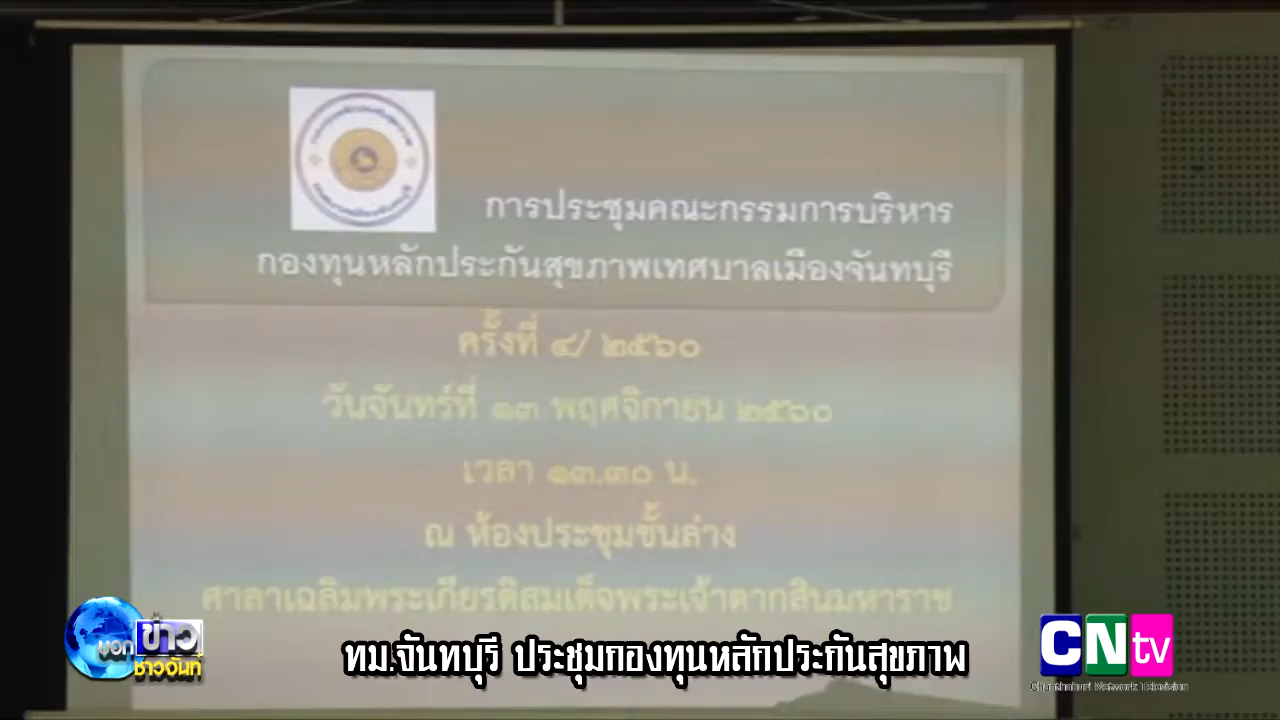 การประชุมคณะกรรมการบริหาร
กองทุนหลักประกันสุขภาพเทศบาลเมืองจันทบุรี
ครั้งที่ ๔/ ๒๕๖๐
วันจันทร์ที่ ๑๓ พฤศจิกายน ๒๕๖๐
เวลา ๑๓.๓๐ น.
ณ ห้องประชุมชั้นล่าง
ศาลาเฉลิมพระเกียรติสมเด็จพระเจ้าตากสินมหาราช
บอกข่าว
ชาวจันท์
ทม.จันทบุรี ประชุมกองทุนหลักประกันสุขภาพ
CNtv
Chanthaburi Network Television